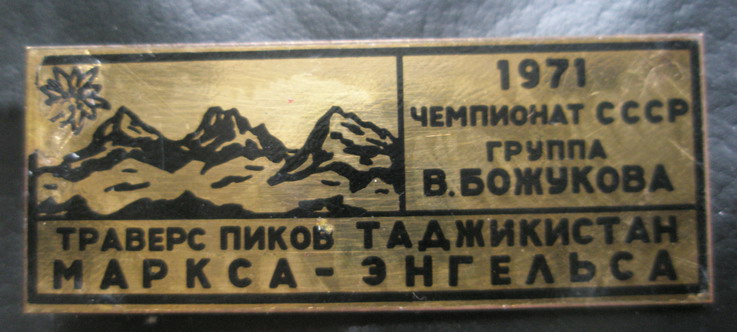 1971
ЧЕМПИОНАТ СССР
ГРУППА
В.БОЖУКОВА
ТРАВЕРС ПИКОВ ТАДЖИКИСТАН
МАРКСА - ЭНГЕЛЬСА